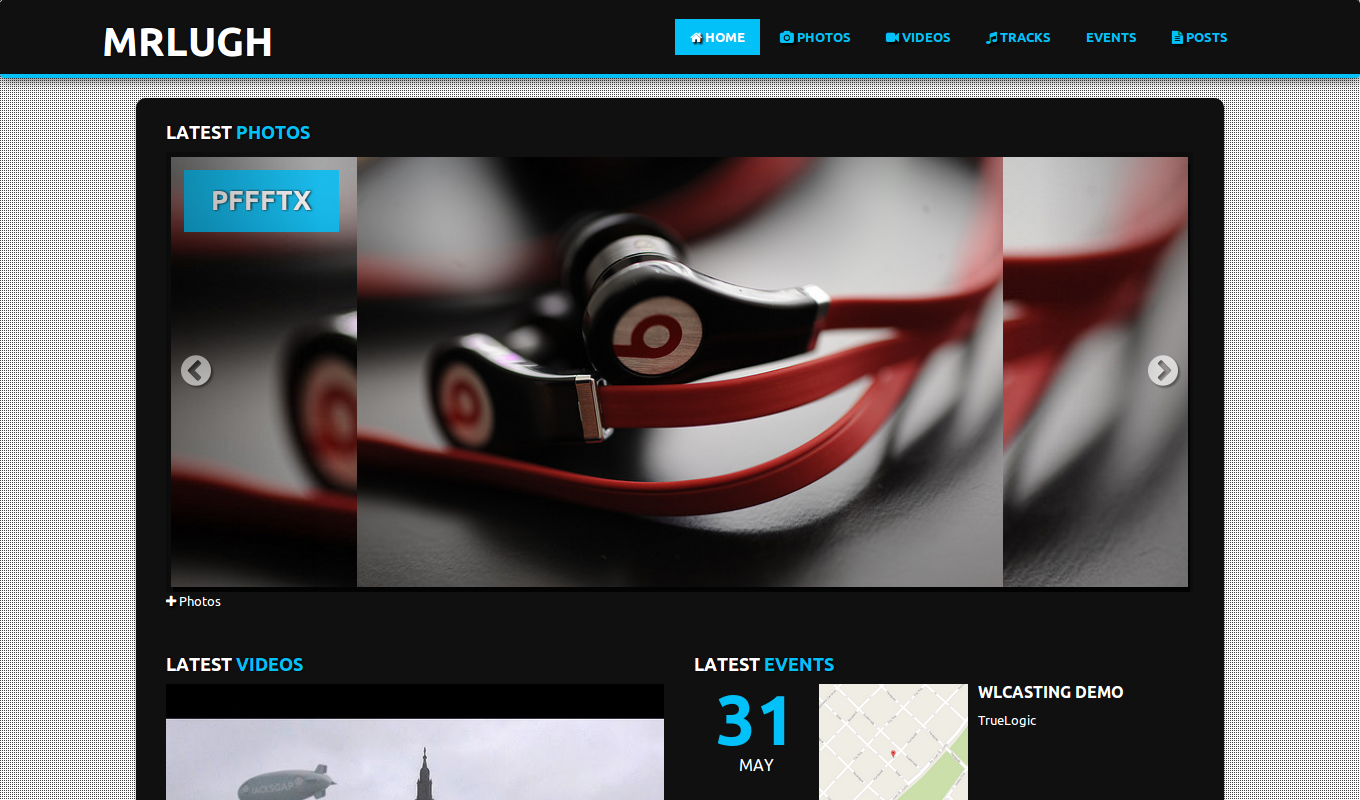 MRLUGH
HOME PHOTOS VIDEOS TRACKS EVENTS POSTS
LATEST PHOTOS
PFFFTX
Photos
LATEST VIDEOS
JACKSGAP
LATEST EVENTS
31
MAY
WLCASTING DEMO
TrueLogic